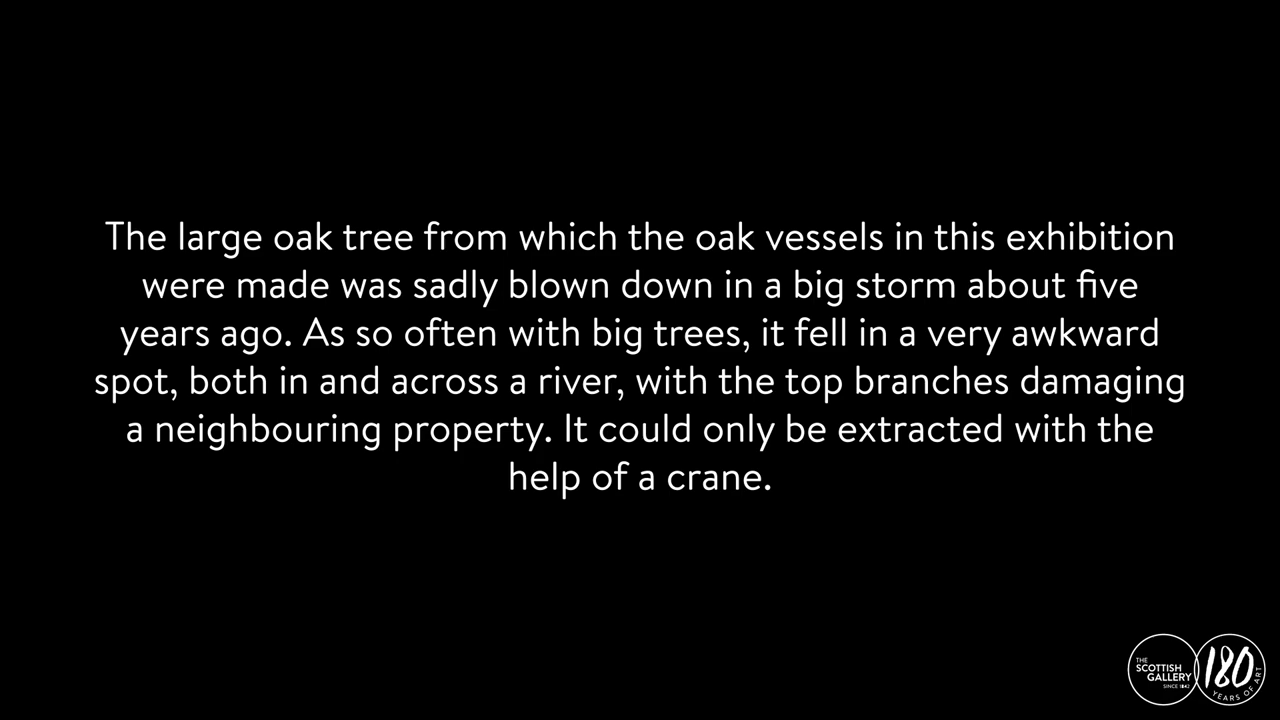 The large oak tree from which the oak vessels in this exhibition
were made was sadly blown down in a big storm about five
years ago. As so often with big trees, it fell in a very awkward
spot, both in and across a river, with the top branches damaging
a neighbouring property. It could only be extracted with the
help of a crane.
THE
SCOTTISH
GALLERY
SINCE 1842
180
YEARS OF ART